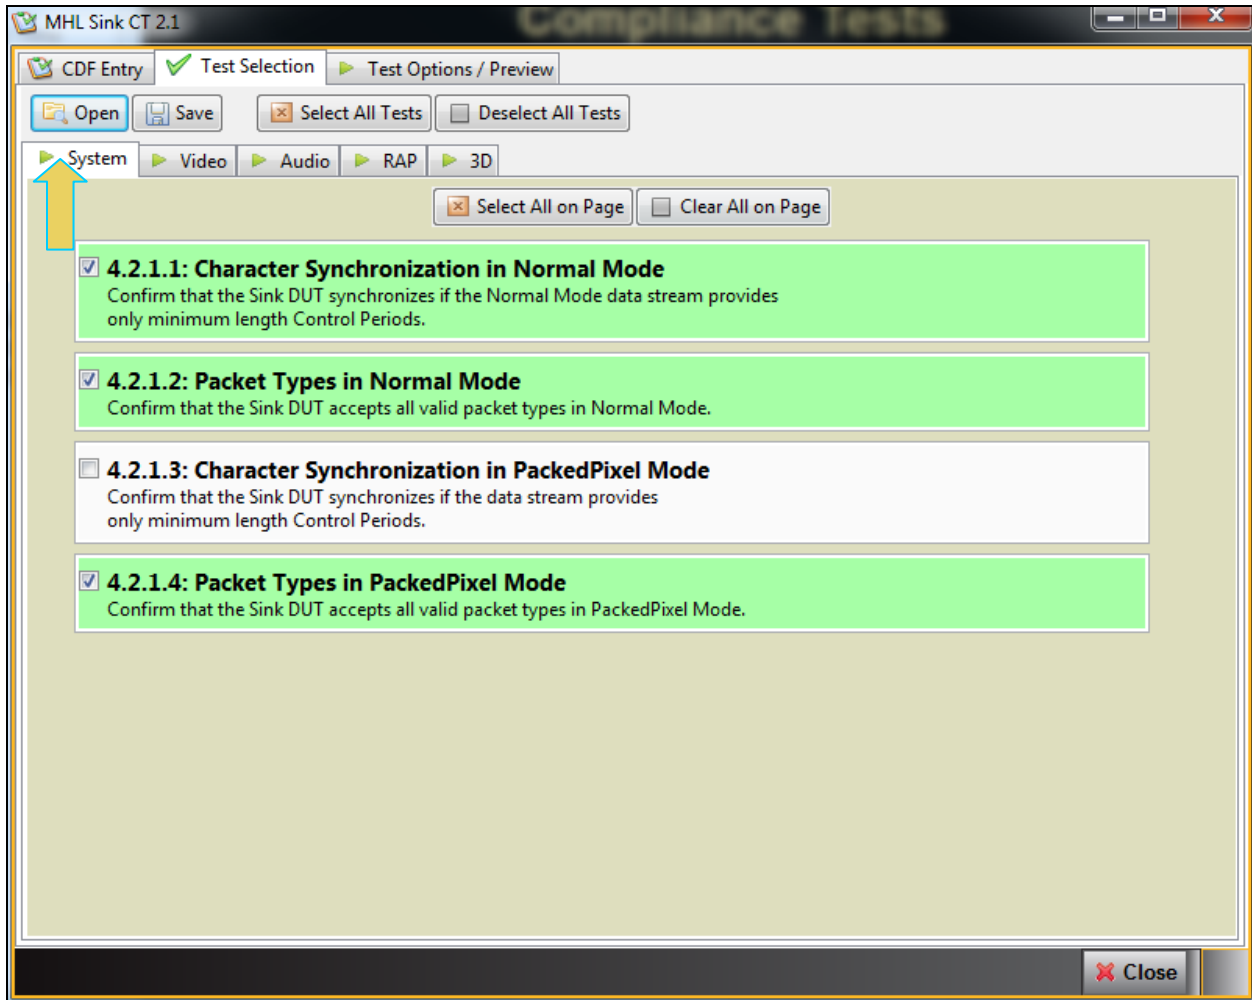 MHL Sink CT 2.1
Compliance Tests
CDF Entry
Test Selection
Test Options / Preview
Open
Save
Select All Tests
Deselect All Tests
System
Video
Audio
RAP
3D
Select All on Page
Clear All on Page
4.2.1.1: Character Synchronization in Normal Mode
Confirm that the Sink DUT synchronizes if the Normal Mode data stream provides
only minimum length Control Periods.
4.2.1.2: Packet Types in Normal Mode
Confirm that the Sink DUT accepts all valid packet types in Normal Mode.
4.2.1.3: Character Synchronization in PackedPixel Mode
Confirm that the Sink DUT synchronizes if the data stream provides
only minimum length Control Periods.
4.2.1.4: Packet Types in PackedPixel Mode
Confirm that the Sink DUT accepts all valid packet types in PackedPixel Mode.
Close